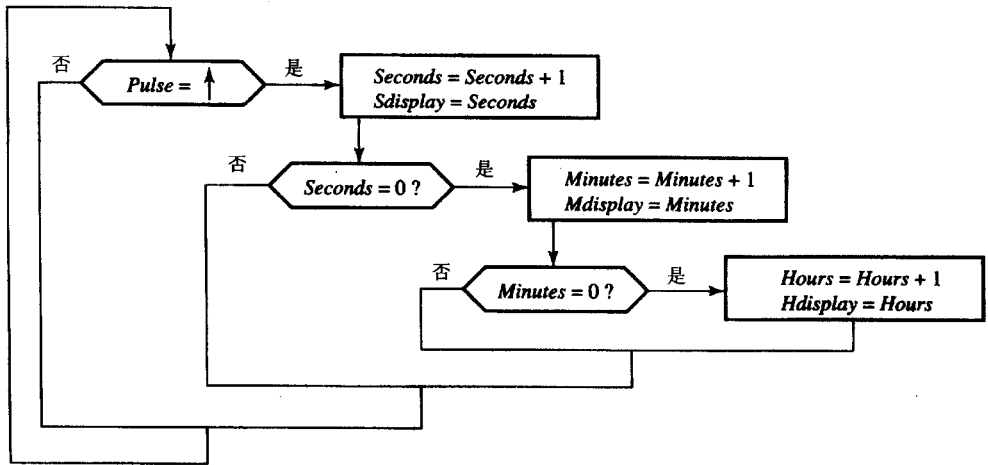 否
Pulse = ↑
是
Seconds = Seconds + 1
Sdisplay = Seconds
否
Seconds = 0 ?
是
Minutes = Minutes + 1
Mdisplay = Minutes
否
Minutes = 0 ?
是
Hours = Hours + 1
Hdisplay = Hours